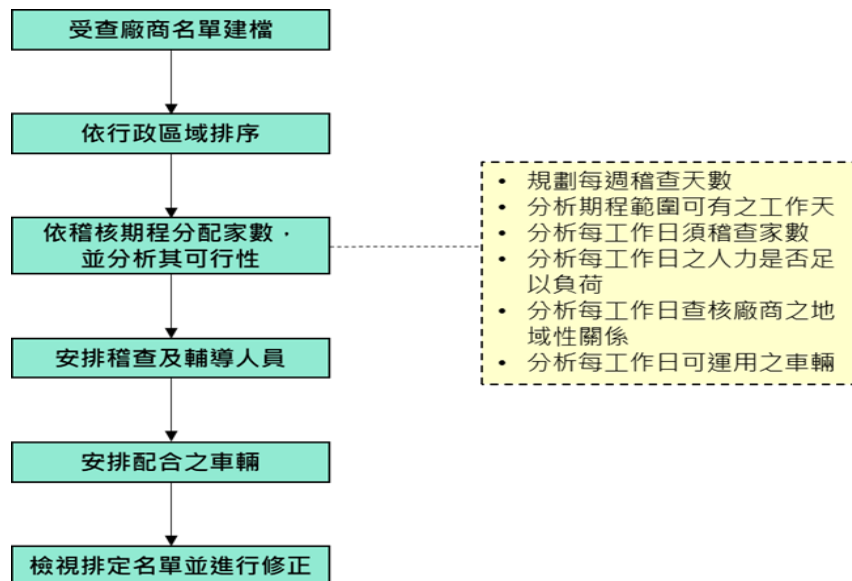 受查廠商名單建檔
依行政區域排序
依稽核期程分配家數，
並分析其可行性
• 規劃每週稽查天數
• 分析期程範圍可有之工作天
• 分析每工作日須稽查家數
• 分析每工作日之人力是否足
以負荷
• 分析每工作日查核廠商之地
域性關係
• 分析每工作日可運用之車輛
安排稽查及輔導人員
安排配合之車輛
檢視排定名單並進行修正